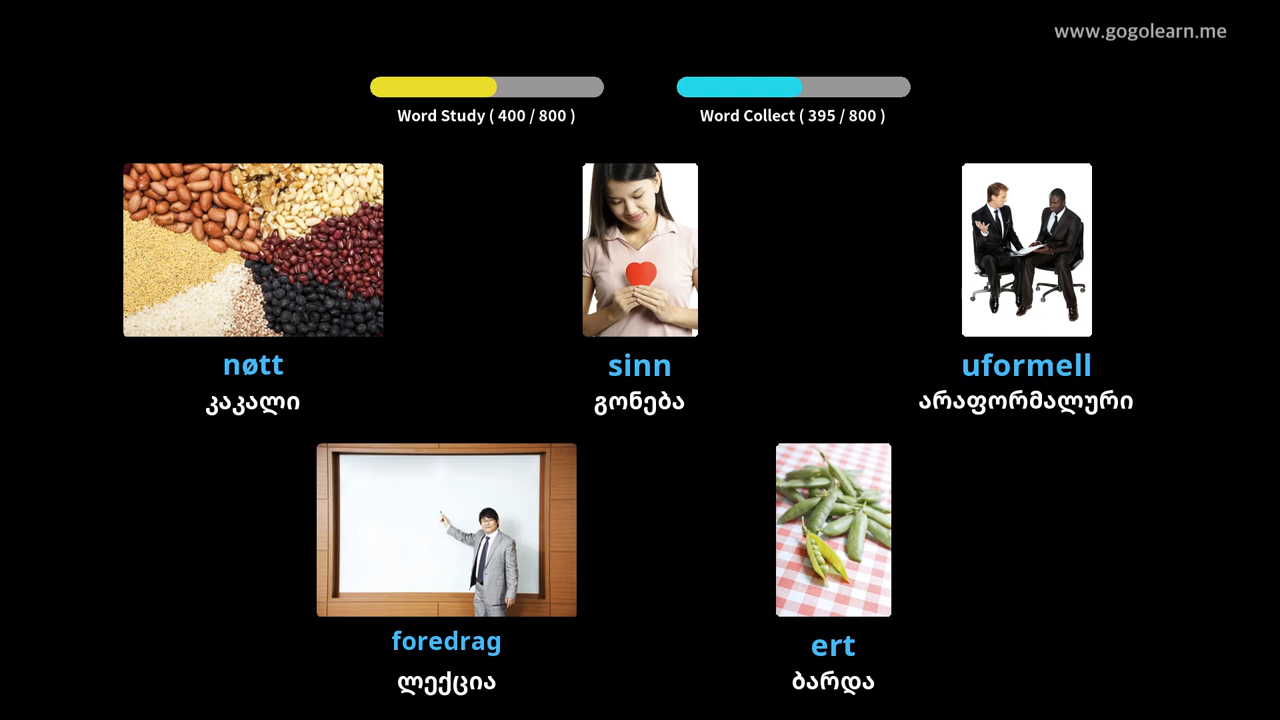 www.gogolearn.me
Word Study ( 400 / 800 )
Word Collect ( 395 / 800 )
nøtt
კაკალი
sinn
გონება
uformell
არაფორმალური
foredrag
ლექცია
ert
ბარდა